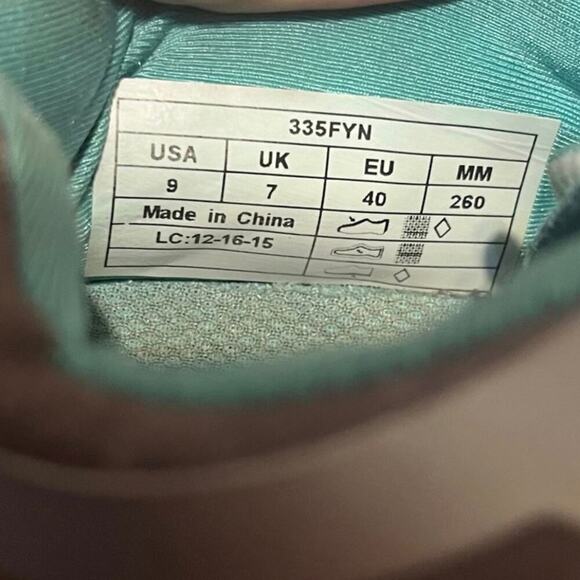 335FYN
USA UK EU MM
9 7 40 260
Made in China
LC:12-16-15